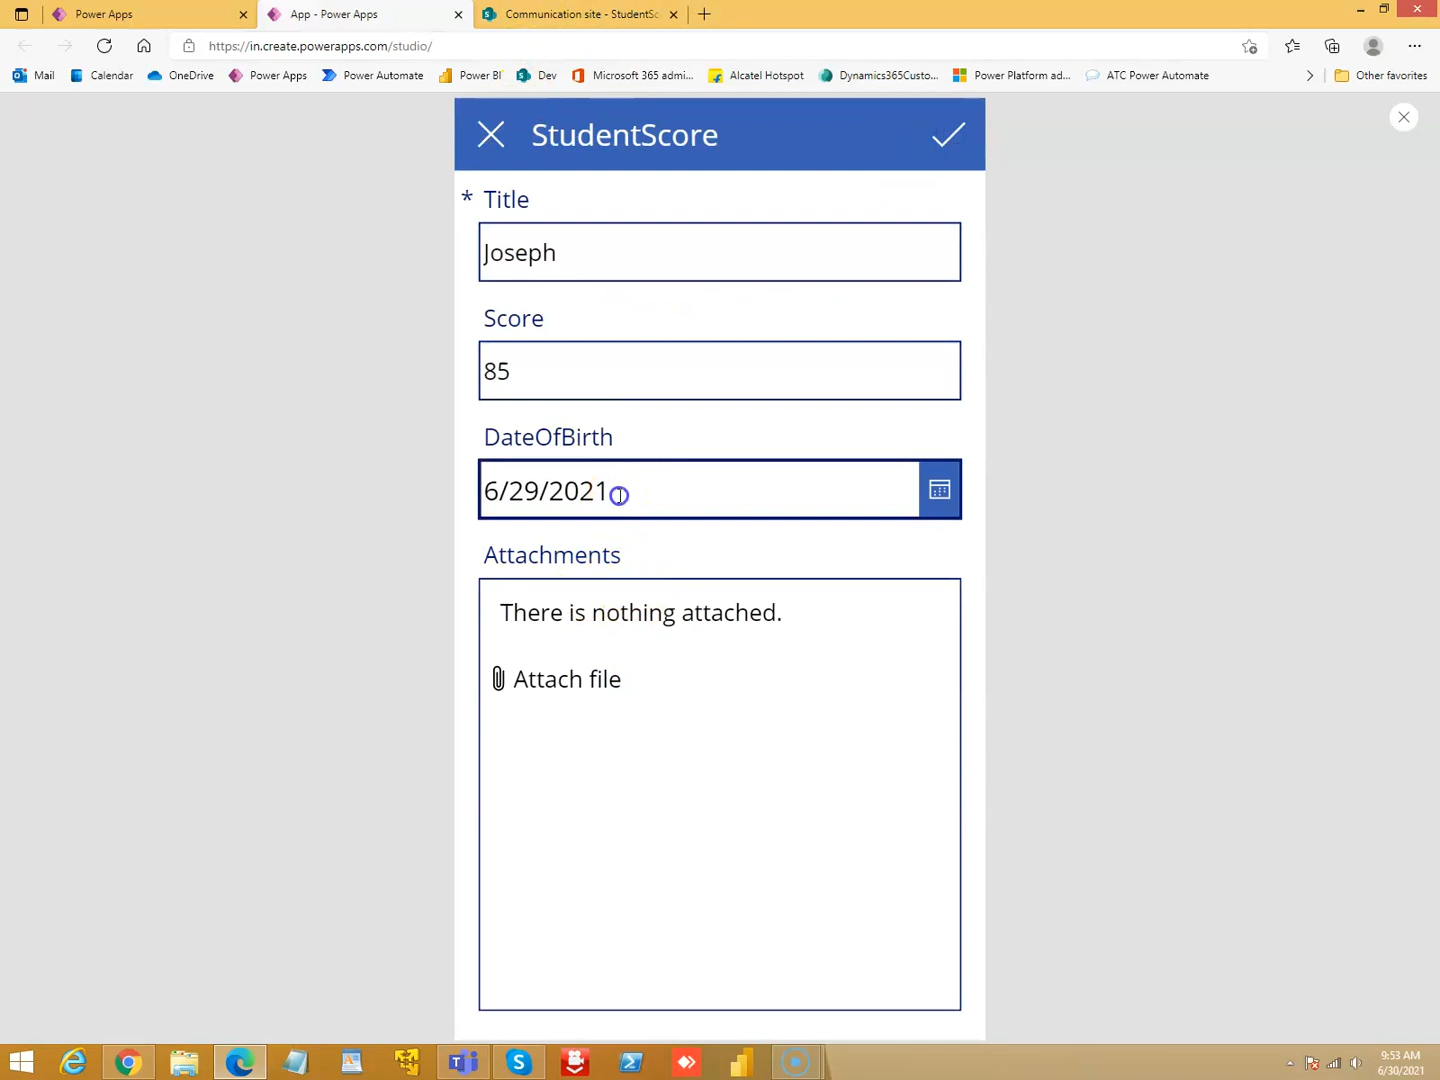 Power Apps
App - Power Apps
Communication site - StudentSc
https://in.create.powerapps.com/studio/
Mail
Calendar
OneDrive
Power Apps
Power Automate
Power BI
Dev
Microsoft 365 admi...
Alcatel Hotspot
Dynamics365Custo...
Power Platform ad...
ATC Power Automate
Other favorites
StudentScore
* Title
Joseph
Score
85
DateOfBirth
6/29/2021
Attachments
There is nothing attached.
Attach file
9:53 AM
6/30/2021